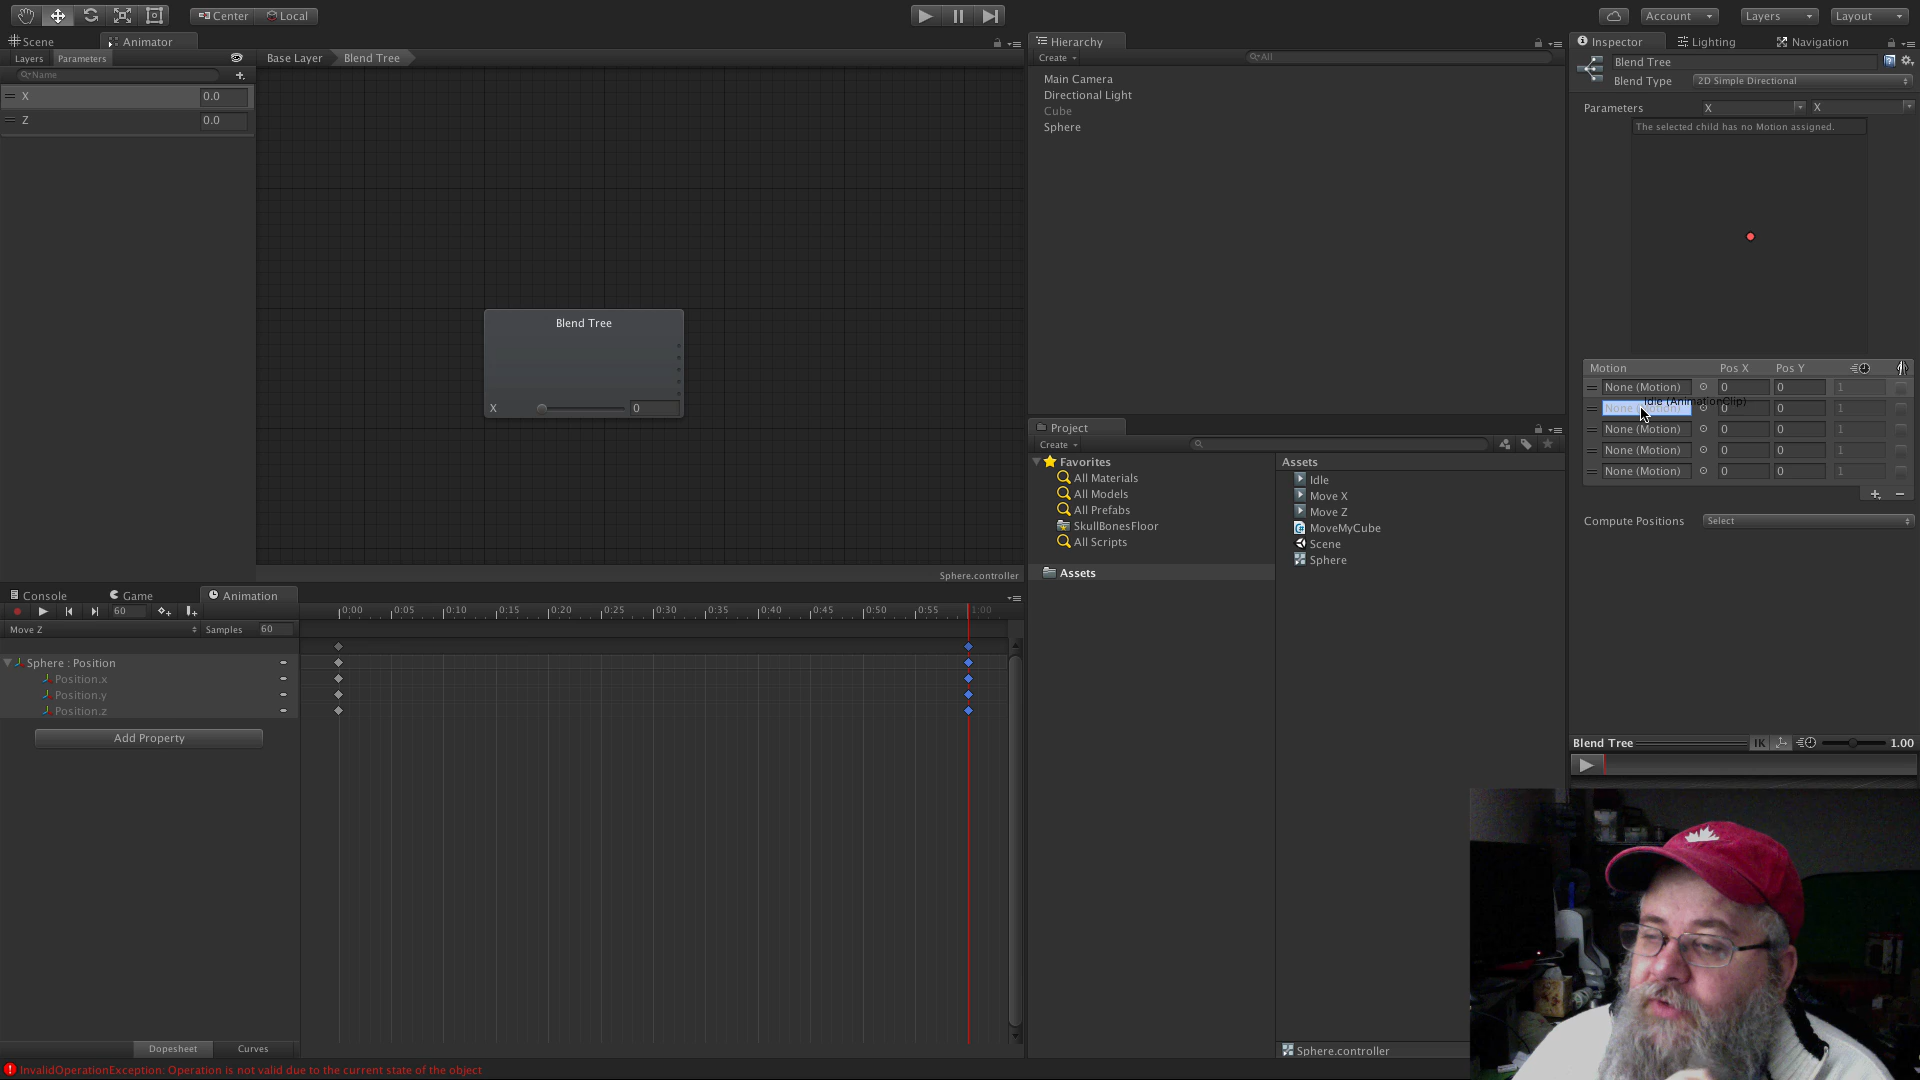 Center
Local
Account
Layers
Layout
Scene
Animator
Layers
Parameters
Name
X 0.0
Z 0.0
Base Layer
Blend Tree
Blend Tree
X 0
Sphere.controller
Hierarchy
Create
All
Main Camera
Directional Light
Cube
Sphere
Project
Create
Favorites
All Materials
All Models
All Prefabs
SkullBonesFloor
All Scripts
Assets
Assets
Idle
Move X
Move Z
MoveMyCube
Scene
Sphere
Sphere.controller
Inspector
Lighting
Navigation
Blend Tree
Blend Type 2D Simple Directional
Parameters X X
The selected child has no Motion assigned.
Motion Pos X Pos Y
None (Motion) 0 0 1
Idle (AnimationClip)
None (Motion) 0 0 1
None (Motion) 0 0 1
None (Motion) 0 0 1
None (Motion) 0 0 1
Compute Positions Select
Blend Tree IK 1.00
Console
Game
Animation
60
0:00 0:05 0:10 0:15 0:20 0:25 0:30 0:35 0:40 0:45 0:50 0:55 1:00
Move Z Samples 60
Sphere : Position
Position.x
Position.y
Position.z
Add Property
Dopesheet
Curves
InvalidOperationException: Operation is not valid due to the current state of the object